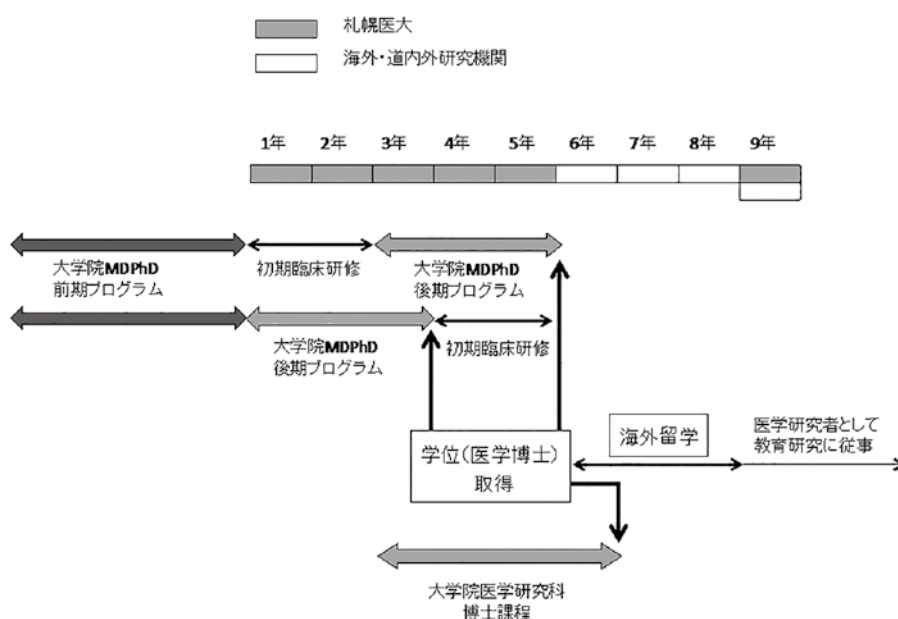 札幌医大
海外・道内外研究機関
1年 2年 3年 4年 5年 6年 7年 8年 9年
大学院MDPhD
前期プログラム
初期臨床研修
大学院MDPhD
後期プログラム
大学院MDPhD
後期プログラム
初期臨床研修
学位(医学博士)
取得
海外留学
医学研究者として
教育研究に従事
大学院医学研究科
博士課程